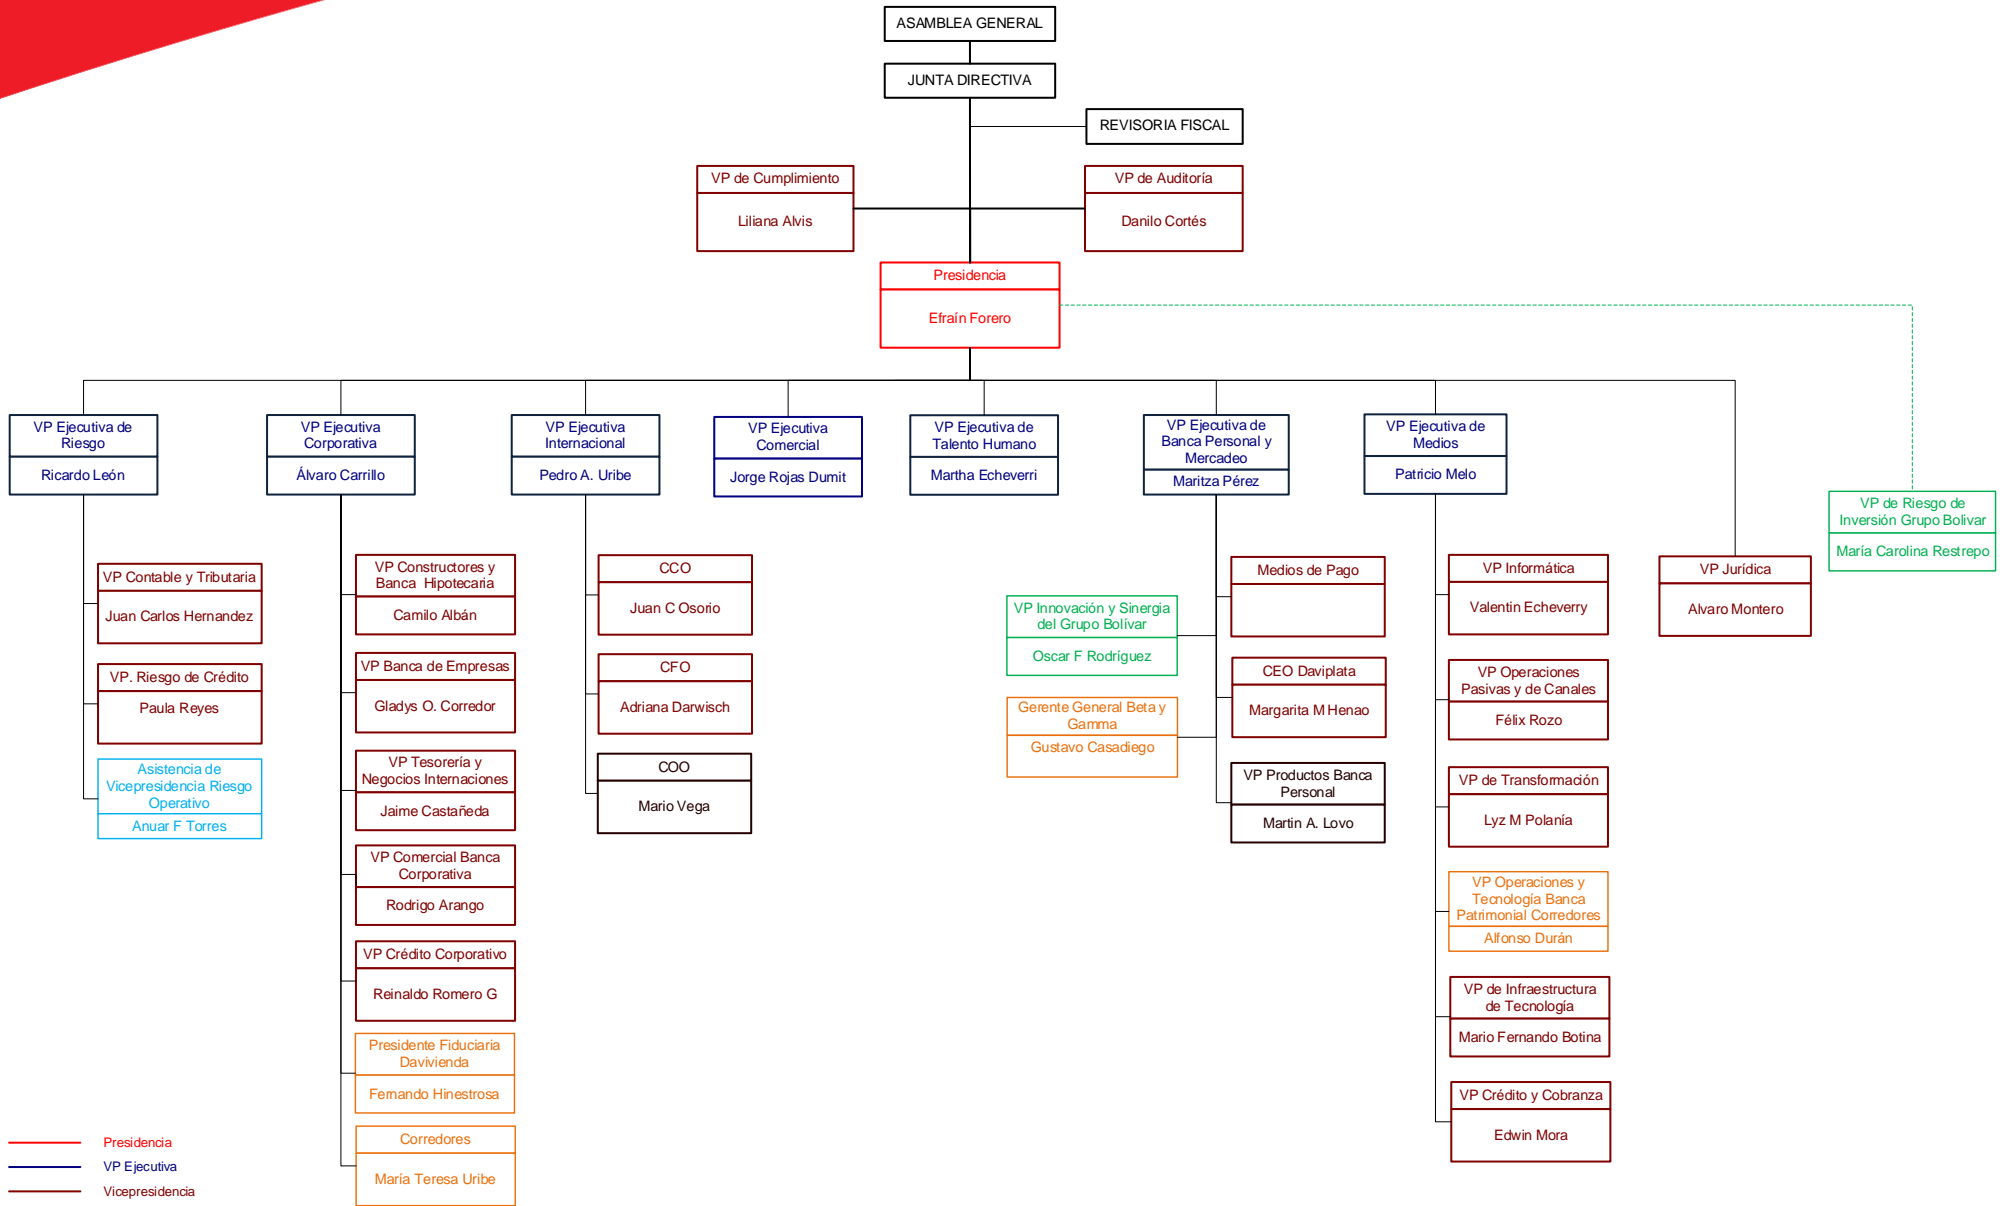 ASAMBLEA GENERAL
JUNTA DIRECTIVA
REVISORIA FISCAL
VP de Cumplimiento
Liliana Alvis
VP de Auditoría
Danilo Cortés
Presidencia
Efraín Forero
VP Ejecutiva de
Riesgo
Ricardo León
VP Ejecutiva
Corporativa
Álvaro Carrillo
VP Ejecutiva
Internacional
Pedro A. Uribe
VP Ejecutiva
Comercial
Jorge Rojas Dumit
VP Ejecutiva de
Talento Humano
Martha Echeverri
VP Ejecutiva de
Banca Personal y
Mercadeo
Maritza Pérez
VP Ejecutiva de
Medios
Patricio Melo
VP de Riesgo de
Inversión Grupo Bolivar
María Carolina Restrepo
VP Contable y Tributaria
Juan Carlos Hernandez
VP. Riesgo de Crédito
Paula Reyes
Asistencia de
Vicepresidencia Riesgo
Operativo
Anuar F Torres
VP Constructores y
Banca Hipotecaria
Camilo Albán
VP Banca de Empresas
Gladys O. Corredor
VP Tesorería y
Negocios Internaciones
Jaime Castañeda
VP Comercial Banca
Corporativa
Rodrigo Arango
VP Crédito Corporativo
Reinaldo Romero G
Presidente Fiduciaria
Davivienda
Fernando Hinestrosa
Corredores
María Teresa Uribe
CCO
Juan C Osorio
CFO
Adriana Darwisch
COO
Mario Vega
VP Innovación y Sinergia
del Grupo Bolívar
Oscar F Rodríguez
Gerente General Beta y
Gamma
Gustavo Casadiego
Medios de Pago
CEO Daviplata
Margarita M Henao
VP Productos Banca
Personal
Martin A. Lovo
VP Informática
Valentin Echeverry
VP Operaciones
Pasivas y de Canales
Félix Rozo
VP de Transformación
Lyz M Polanía
VP Operaciones y
Tecnología Banca
Patrimonial Corredores
Alfonso Durán
VP de Infraestructura
de Tecnología
Mario Fernando Botina
VP Crédito y Cobranza
Edwin Mora
VP Jurídica
Alvaro Montero
Presidencia
VP Ejecutiva
Vicepresidencia